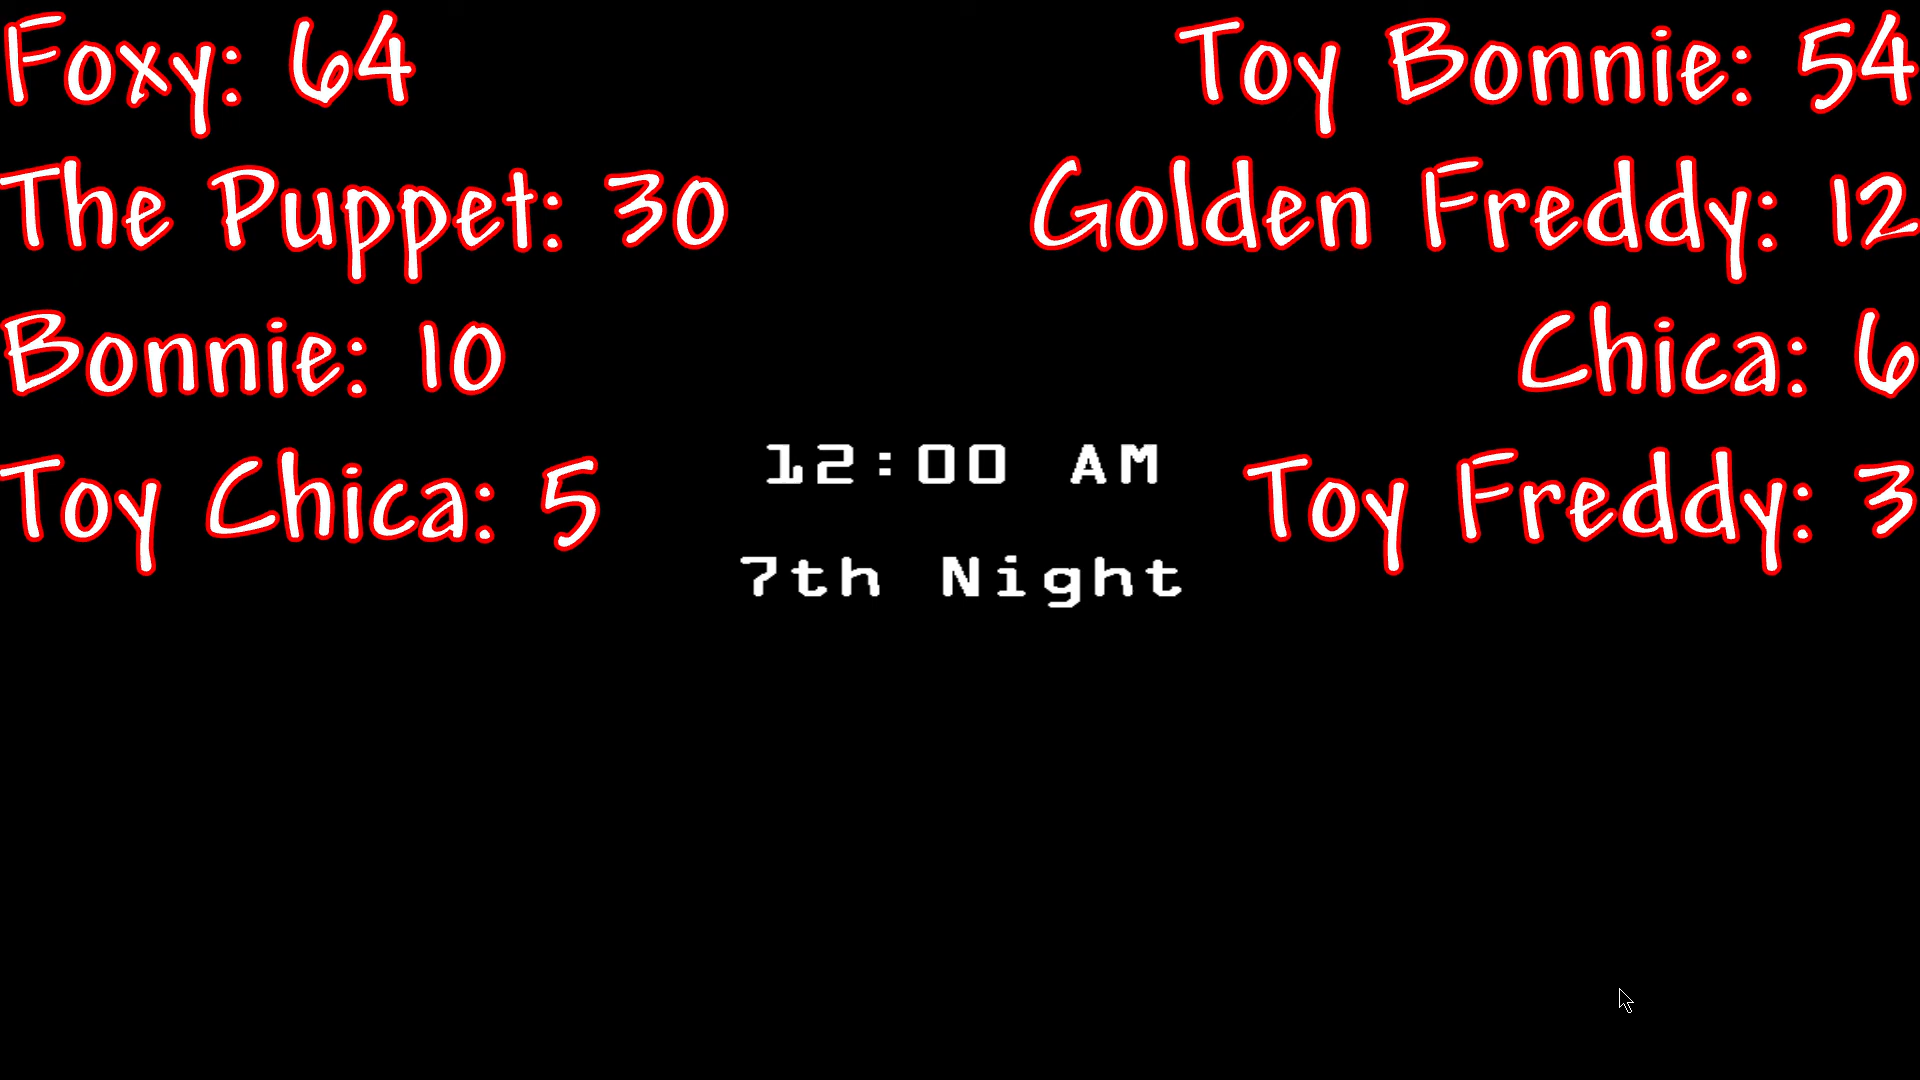 Foxy: 64
Toy Bonnie: 54
The Puppet: 30
Golden Freddy: 12
Bonnie: 10
Chica: 6
Toy Chica: 5
Toy Freddy: 3
12:00 AM
7th Night